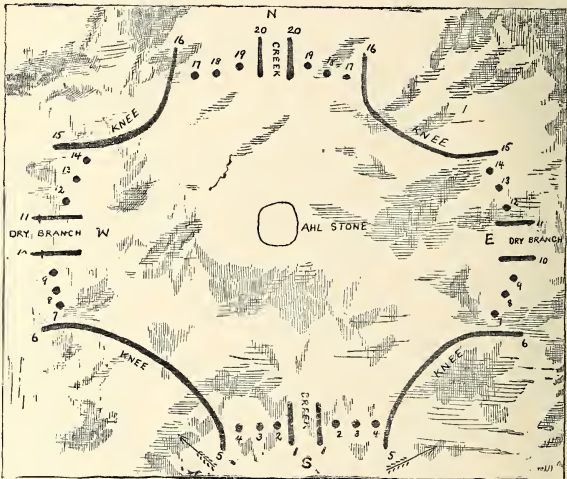 N
16 20 20 16
17 18 19 CREEK 19 18 17
KNEE KNEE
15 15
14 14
13 13
12 12
11 11
DRY BRANCH W AHL STONE E DRY BRANCH
10 10
9 9
8 8
7 7
6 6
KNEE KNEE
CREEK
5 4 3 2 2 3 4 5
S